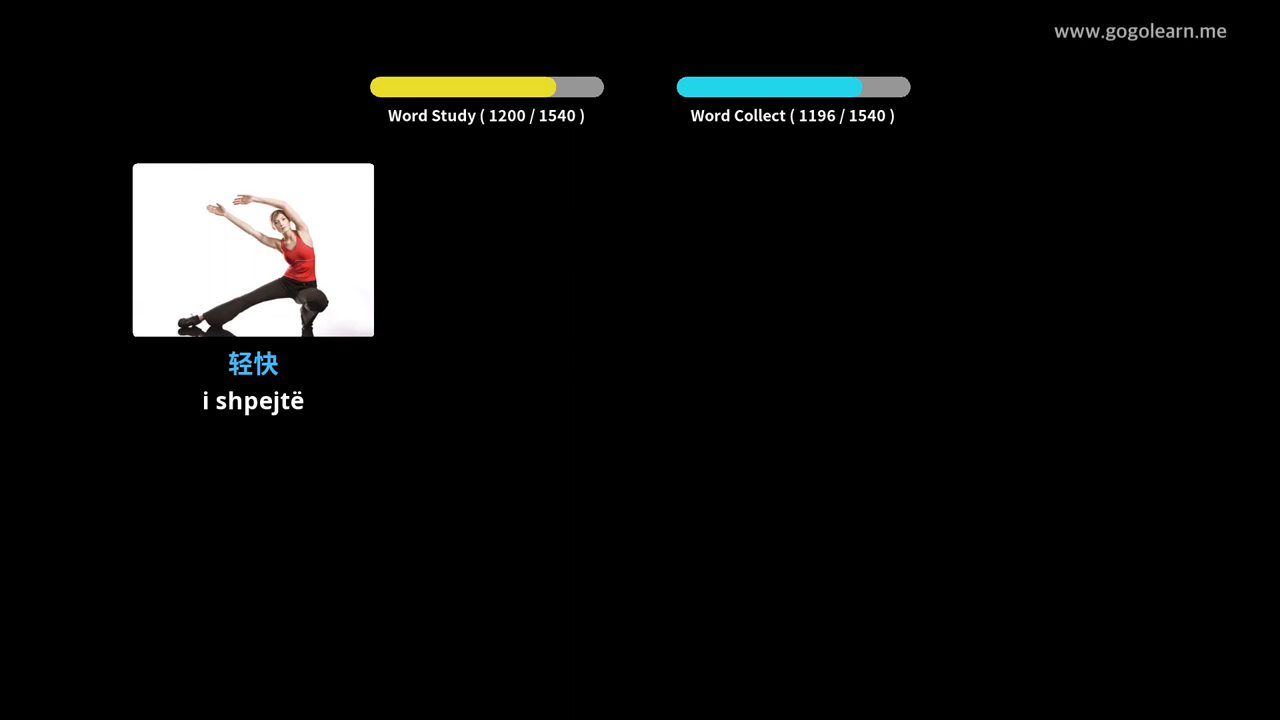 www.gogolearn.me
Word Study ( 1200 / 1540 )
Word Collect ( 1196 / 1540 )
轻快
i shpejtë